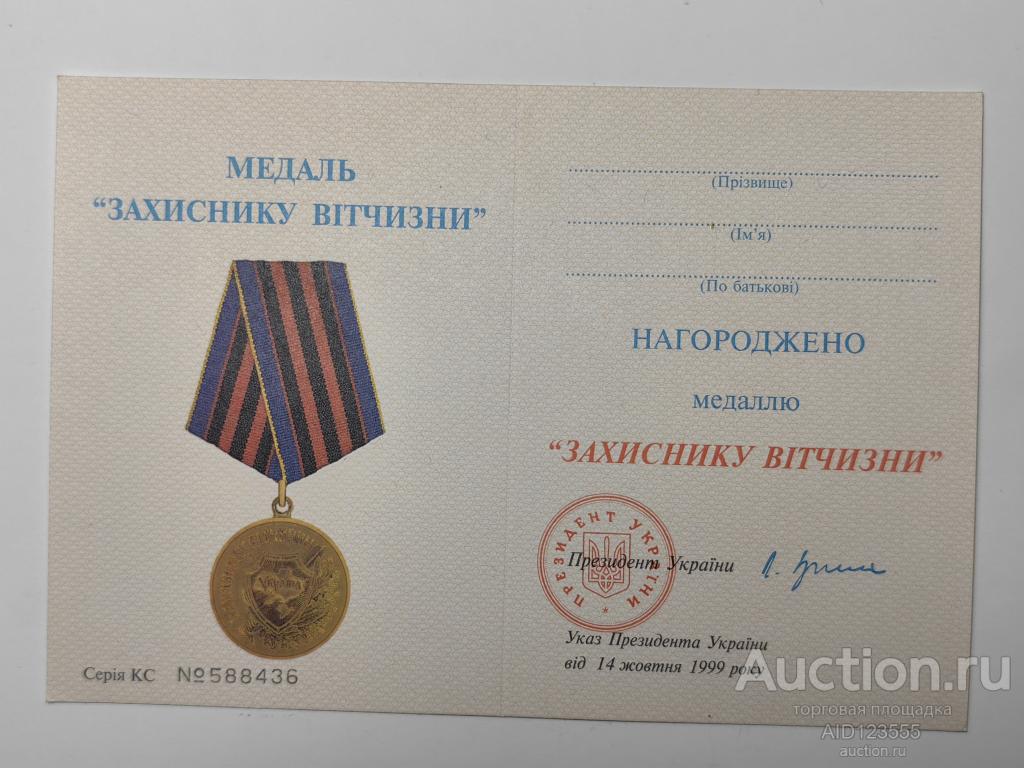 МЕДАЛЬ
“ЗАХИСНИКУ ВІТЧИЗНИ”
УКРАЇНА
Серія КС №588436
(Прізвище)
(Ім’я)
(По батькові)
НАГОРОДЖЕНО
медаллю
“ЗАХИСНИКУ ВІТЧИЗНИ”
ПРЕЗИДЕНТ УКРАЇНИ
Президент України
Указ Президента України
від 14 жовтня 1999 року
Auction.ru
торговая площадка
AID123555
auction.ru